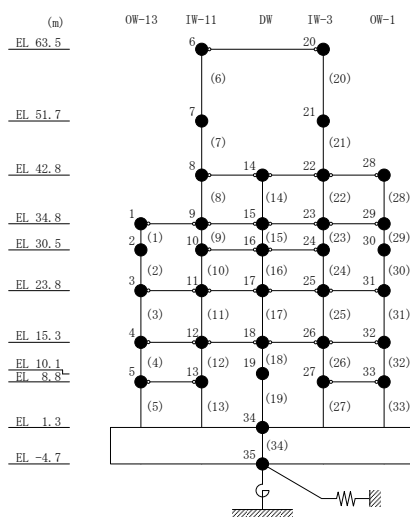 (m) OW-13 IW-11 DW IW-3 OW-1
EL 63.5 6 20
(6) (20)
EL 51.7 7 21
(7) (21)
EL 42.8 8 14 22 28
(8) (14) (22) (28)
EL 34.8 1 9 15 23 29
(1) (9) (15) (23) (29)
EL 30.5 2 10 16 24 30
(2) (10) (16) (24) (30)
EL 23.8 3 11 17 25 31
(3) (11) (17) (25) (31)
EL 15.3 4 12 18 26 32
(4) (12) (18) (26) (32)
EL 10.1 19
EL 8.8 5 13 27 33
(5) (13) (19) (27) (33)
EL 1.3 34
(34)
EL -4.7 35